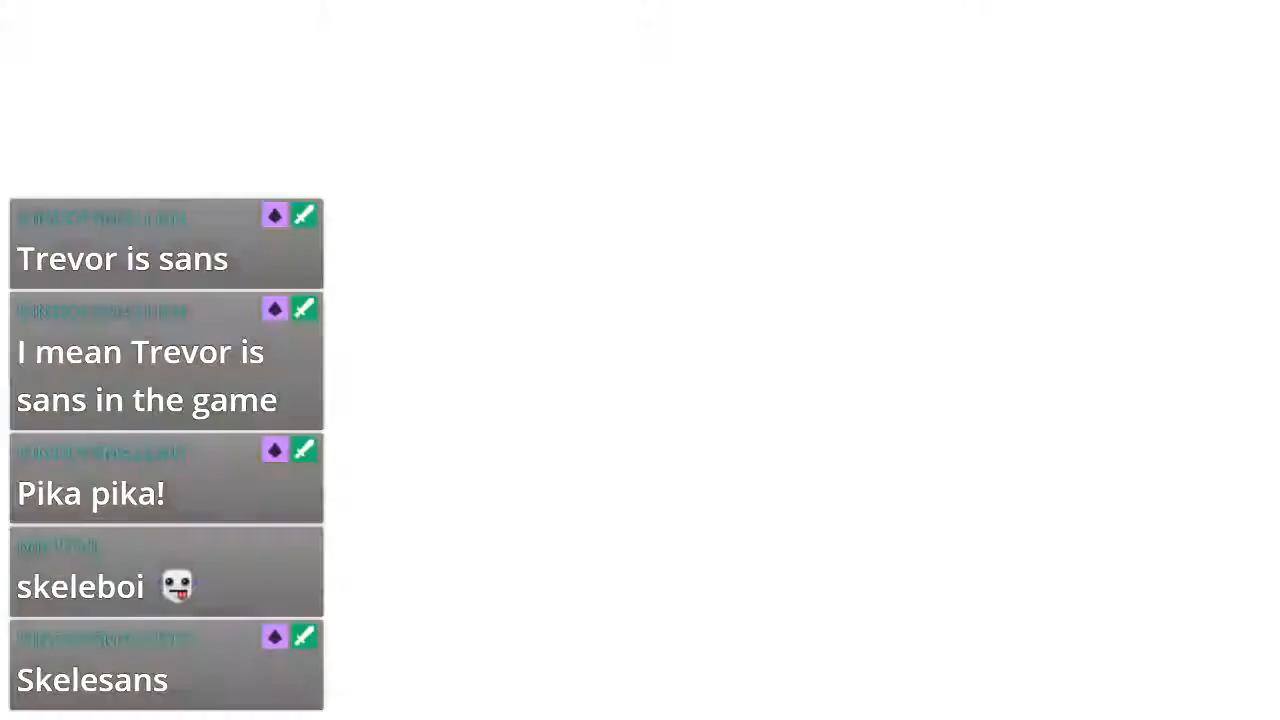 Trevor is sans
I mean Trevor is
sans in the game
Pika pika!
skeleboi
Skelesans